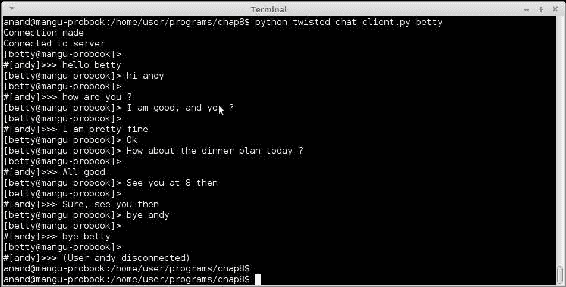 Terminal
anand@mangu-probook:/home/user/programs/chap8$ python twisted_chat_client.py betty
Connection made
Connected to server
[betty@mangu-probook]>
#[andy]>>> hello betty
[betty@mangu-probook]> hi andy
[betty@mangu-probook]>
#[andy]>>> how are you ?
[betty@mangu-probook]> I am good, and you ?
[betty@mangu-probook]>
#[andy]>>> I am pretty fine
[betty@mangu-probook]> Ok
[betty@mangu-probook]> How about the dinner plan today ?
[betty@mangu-probook]>
#[andy]>>> All good
[betty@mangu-probook]> See you at 8 then
[betty@mangu-probook]>
#[andy]>>> Sure, see you then
[betty@mangu-probook]> bye andy
[betty@mangu-probook]>
#[andy]>>> bye betty
[betty@mangu-probook]>
#[andy]>>> (User andy disconnected)
anand@mangu-probook:/home/user/programs/chap8$
anand@mangu-probook:/home/user/programs/chap8$